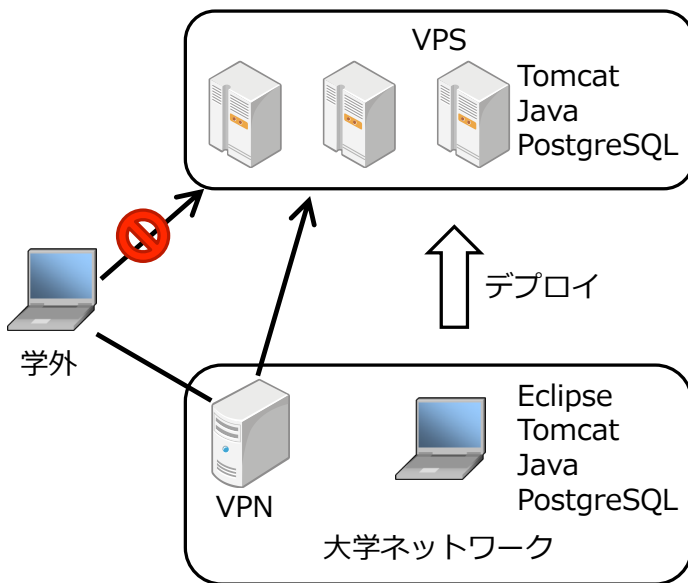 VPS
Tomcat
Java
PostgreSQL
デプロイ
学外
Eclipse
Tomcat
Java
PostgreSQL
VPN
大学ネットワーク